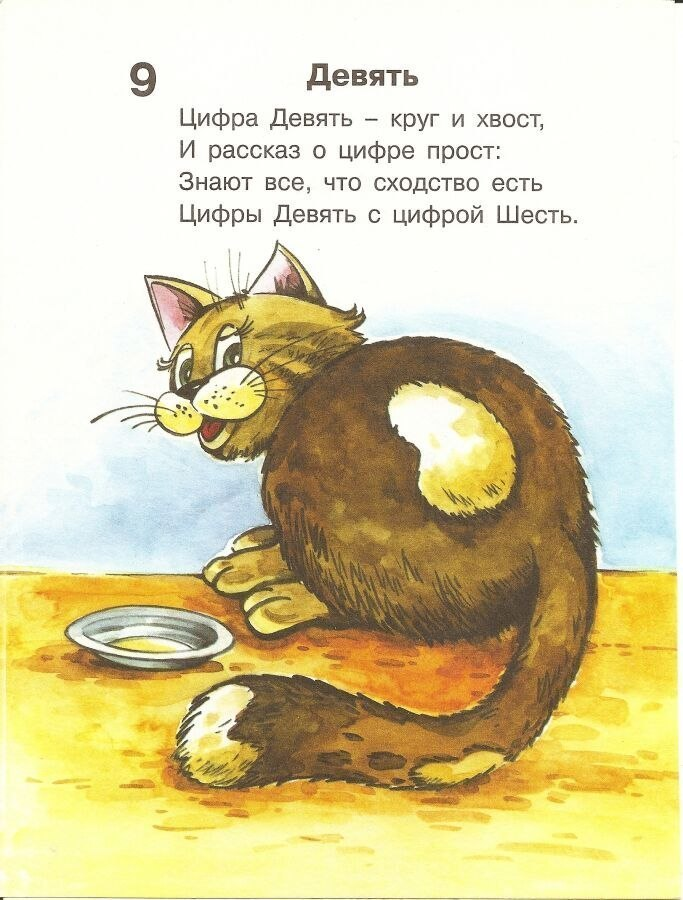 9 Девять
Цифра Девять – круг и хвост,
И рассказ о цифре прост:
Знают все, что сходство есть
Цифры Девять с цифрой Шесть.